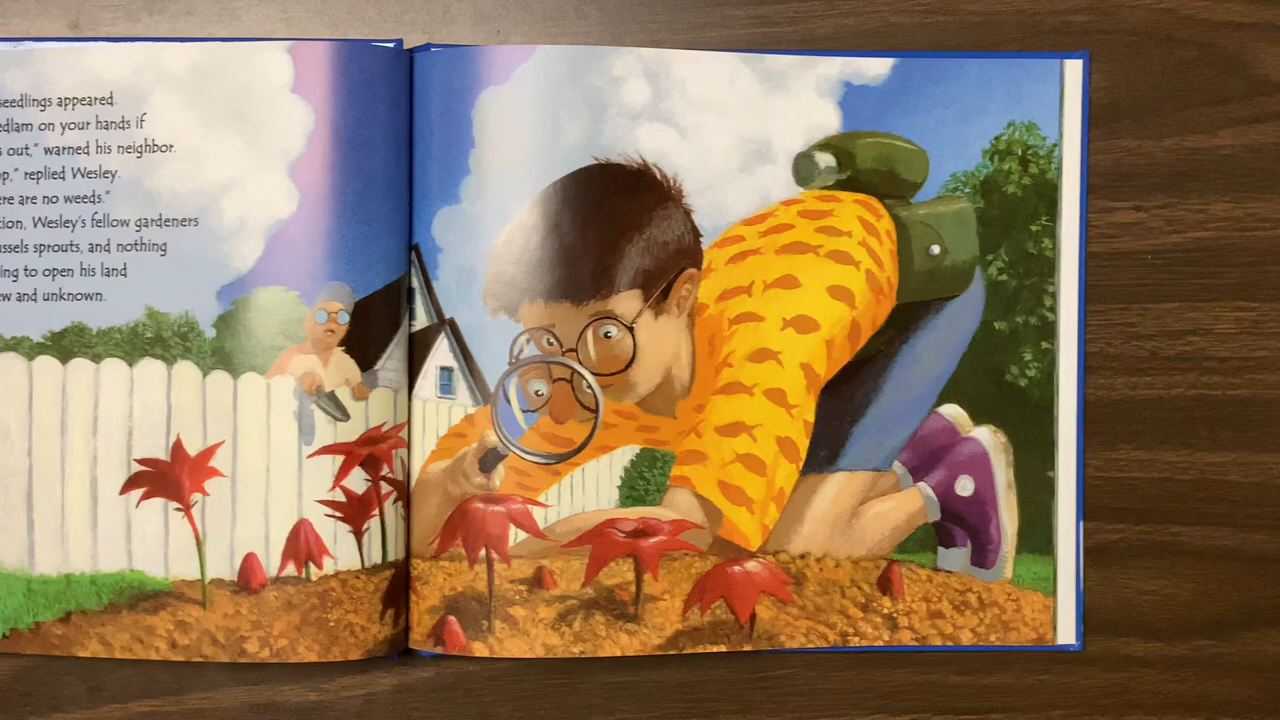 seedlings appeared.
edlam on your hands if
s out," warned his neighbor.
p," replied Wesley.
ere are no weeds."
tion, Wesley's fellow gardeners
ussels sprouts, and nothing
ing to open his land
ew and unknown.